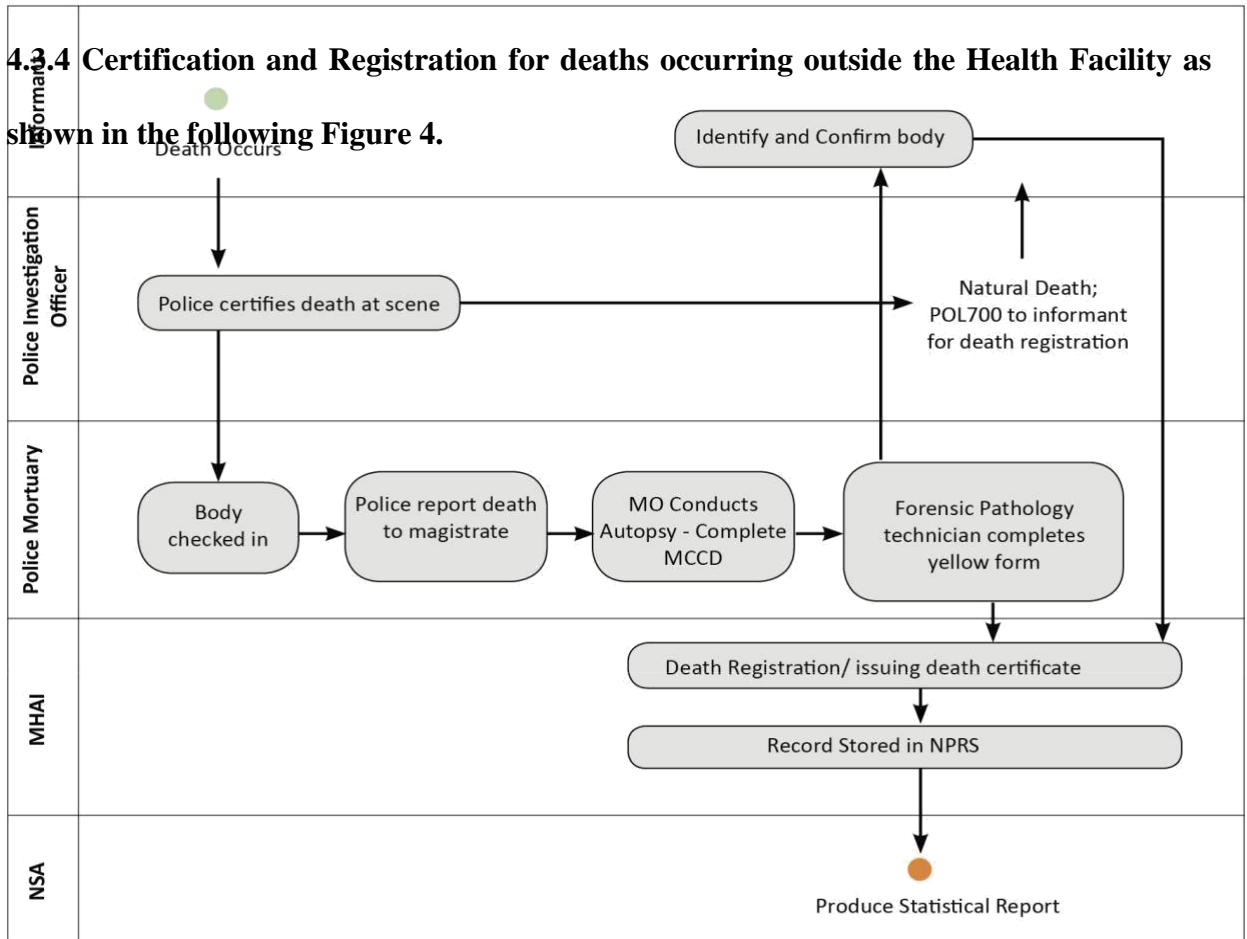 4.3.4 Certification and Registration for deaths occurring outside the Health Facility as
shown in the following Figure 4.
Informant
Death Occurs
Identify and Confirm body
Police Investigation
Officer
Police certifies death at scene
Natural Death;
POL700 to informant
for death registration
Police Mortuary
Body
checked in
Police report death
to magistrate
MO Conducts
Autopsy - Complete
MCCD
Forensic Pathology
technician completes
yellow form
MHAI
Death Registration/ issuing death certificate
Record Stored in NPRS
NSA
Produce Statistical Report